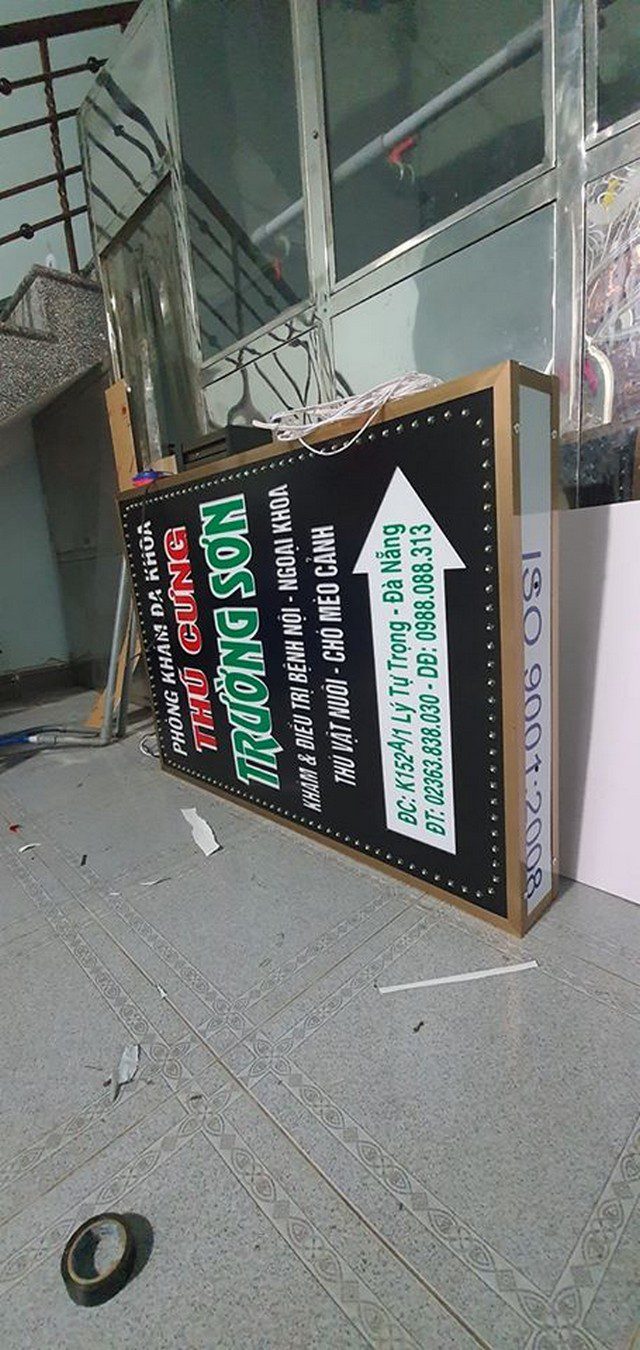 PHÒNG KHÁM ĐA KHOA
THÚ CƯNG
TRƯỜNG SƠN
KHÁM & ĐIỀU TRỊ BỆNH NỘI - NGOẠI KHOA
THÚ VẬT NUÔI - CHÓ MÈO CẢNH
ĐC: K152A/1 Lý Tự Trọng - Đà Nẵng
ĐT: 02363.838.030 - DĐ: 0968.088.313
ISO 9001:2008